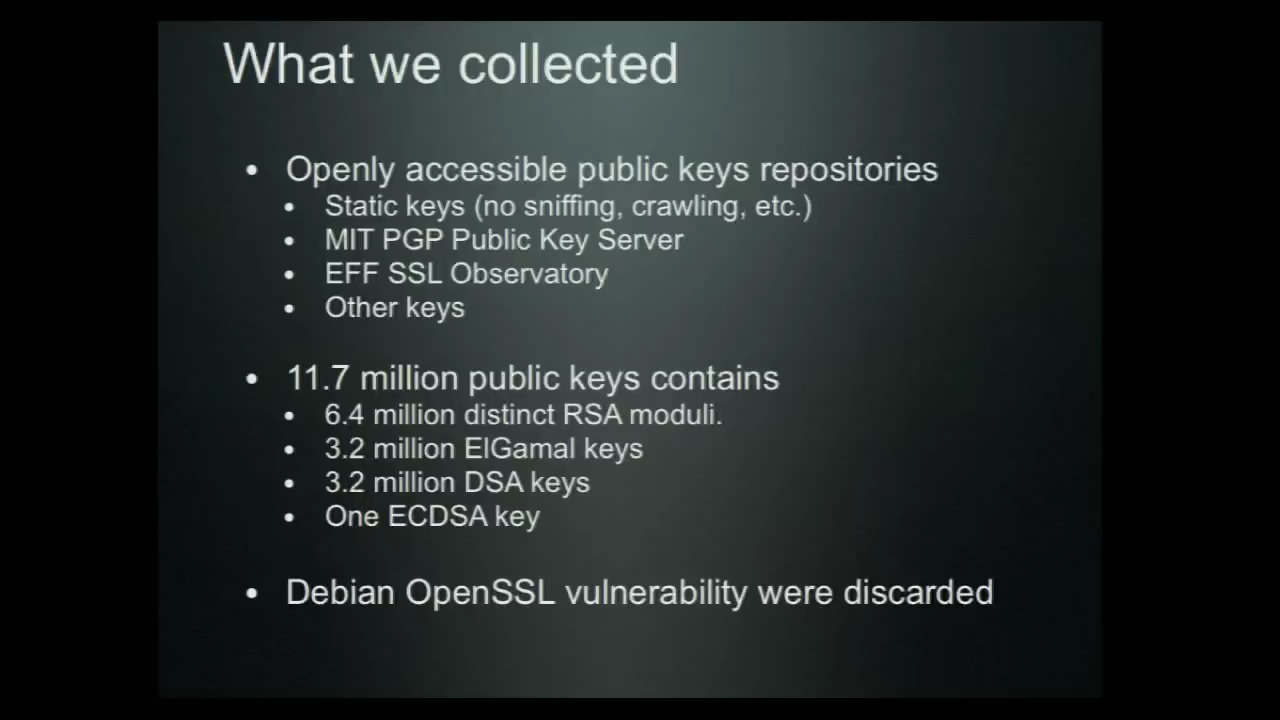 What we collected
• Openly accessible public keys repositories
• Static keys (no sniffing, crawling, etc.)
• MIT PGP Public Key Server
• EFF SSL Observatory
• Other keys
• 11.7 million public keys contains
• 6.4 million distinct RSA moduli.
• 3.2 million ElGamal keys
• 3.2 million DSA keys
• One ECDSA key
• Debian OpenSSL vulnerability were discarded